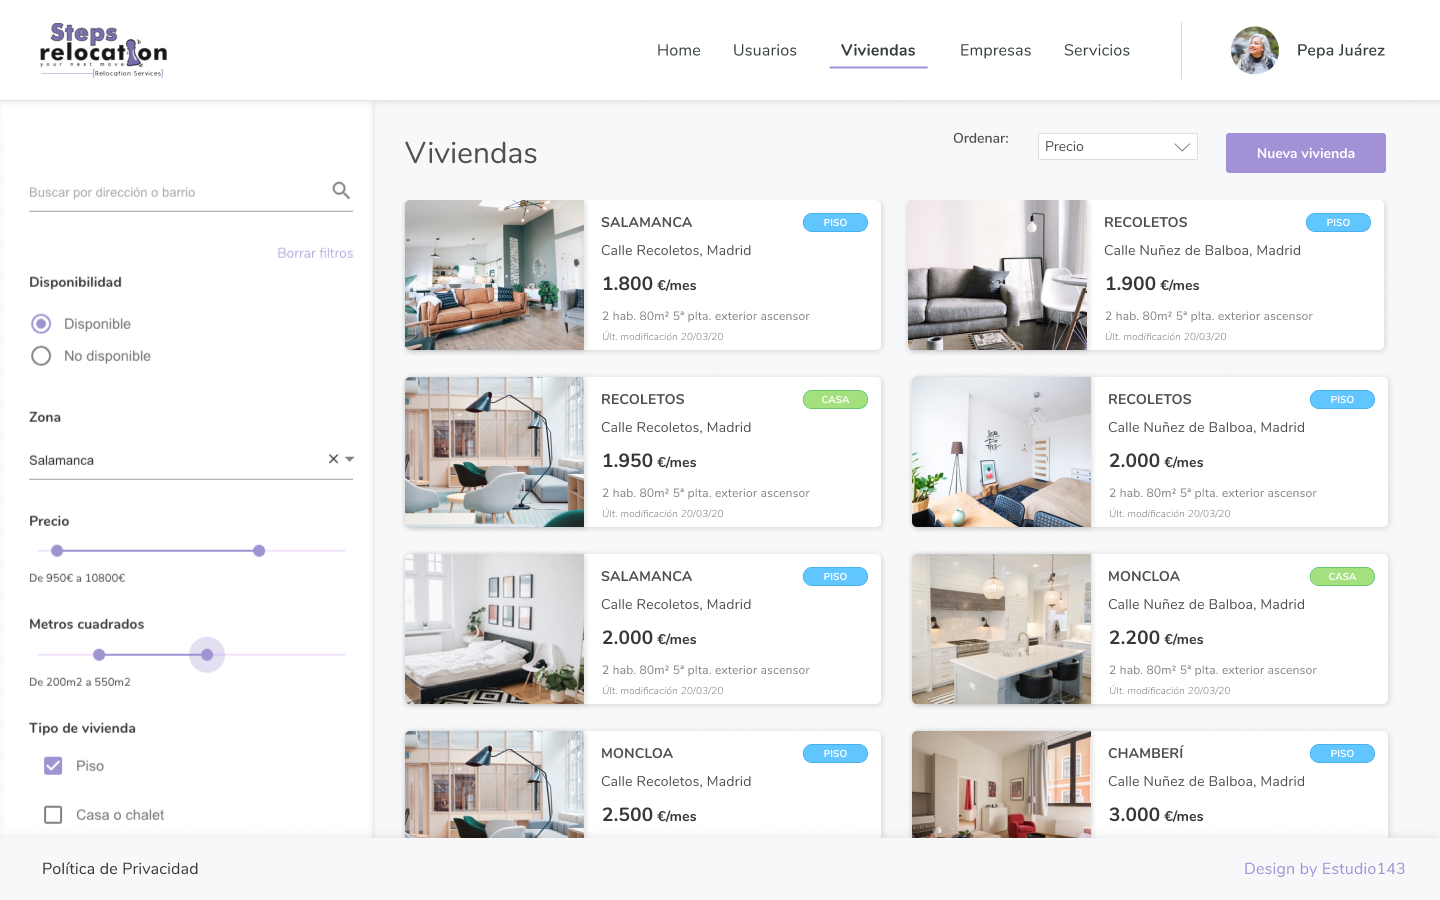 Steps
relocation
your next move
[Relocation Services]
Home
Usuarios
Viviendas
Empresas
Servicios
Pepa Juárez
Buscar por dirección o barrio
Borrar filtros
Disponibilidad
Disponible
No disponible
Zona
Salamanca
Precio
De 950€ a 10800€
Metros cuadrados
De 200m2 a 550m2
Tipo de vivienda
Piso
Casa o chalet
Viviendas
Ordenar:
Precio
Nueva vivienda
SALAMANCA
PISO
Calle Recoletos, Madrid
1.800 €/mes
2 hab. 80m² 5ª plta. exterior ascensor
Últ. modificación 20/03/20
RECOLETOS
PISO
Calle Nuñez de Balboa, Madrid
1.900 €/mes
2 hab. 80m² 5ª plta. exterior ascensor
Últ. modificación 20/03/20
RECOLETOS
CASA
Calle Recoletos, Madrid
1.950 €/mes
2 hab. 80m² 5ª plta. exterior ascensor
Últ. modificación 20/03/20
RECOLETOS
PISO
Calle Nuñez de Balboa, Madrid
2.000 €/mes
2 hab. 80m² 5ª plta. exterior ascensor
Últ. modificación 20/03/20
SALAMANCA
PISO
Calle Recoletos, Madrid
2.000 €/mes
2 hab. 80m² 5ª plta. exterior ascensor
Últ. modificación 20/03/20
MONCLOA
CASA
Calle Nuñez de Balboa, Madrid
2.200 €/mes
2 hab. 80m² 5ª plta. exterior ascensor
Últ. modificación 20/03/20
MONCLOA
PISO
Calle Recoletos, Madrid
2.500 €/mes
CHAMBERÍ
PISO
Calle Nuñez de Balboa, Madrid
3.000 €/mes
Política de Privacidad
Design by Estudio143